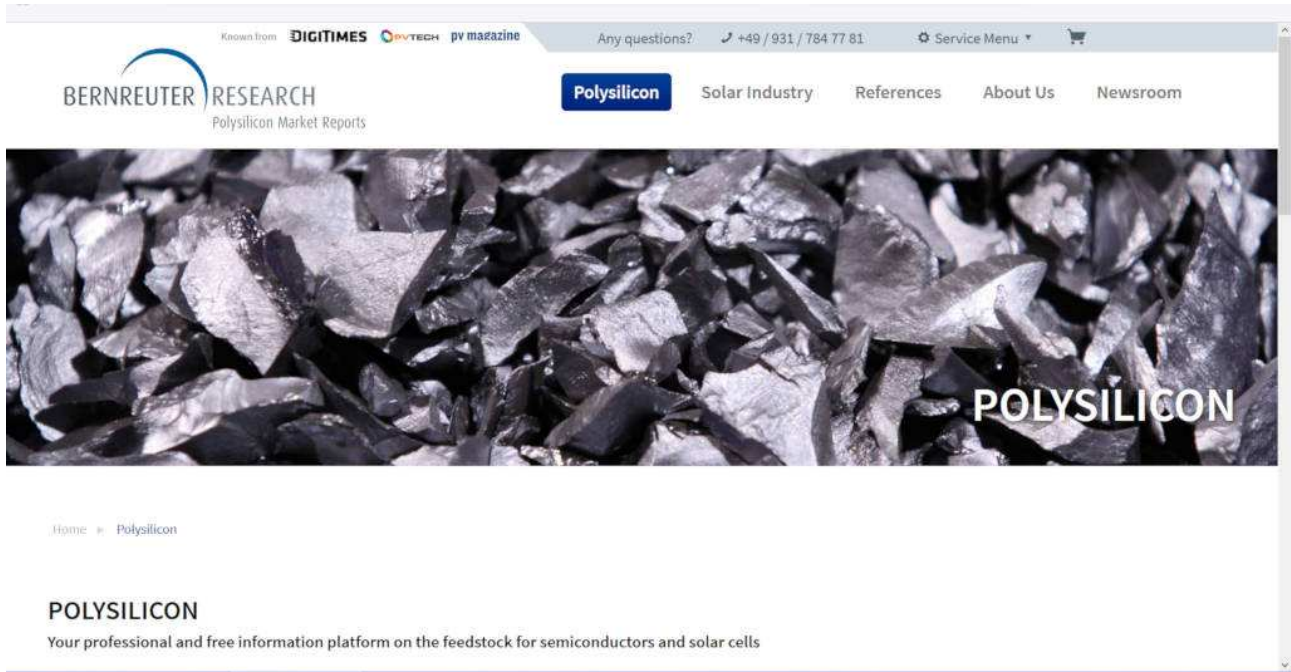 Known from DIGITIMES PVTECH pv magazine Any questions? +49 / 931 / 784 77 81 Service Menu
BERNREUTER RESEARCH
Polysilicon Market Reports
Polysilicon Solar Industry References About Us Newsroom
POLYSILICON
Home Polysilicon
POLYSILICON
Your professional and free information platform on the feedstock for semiconductors and solar cells